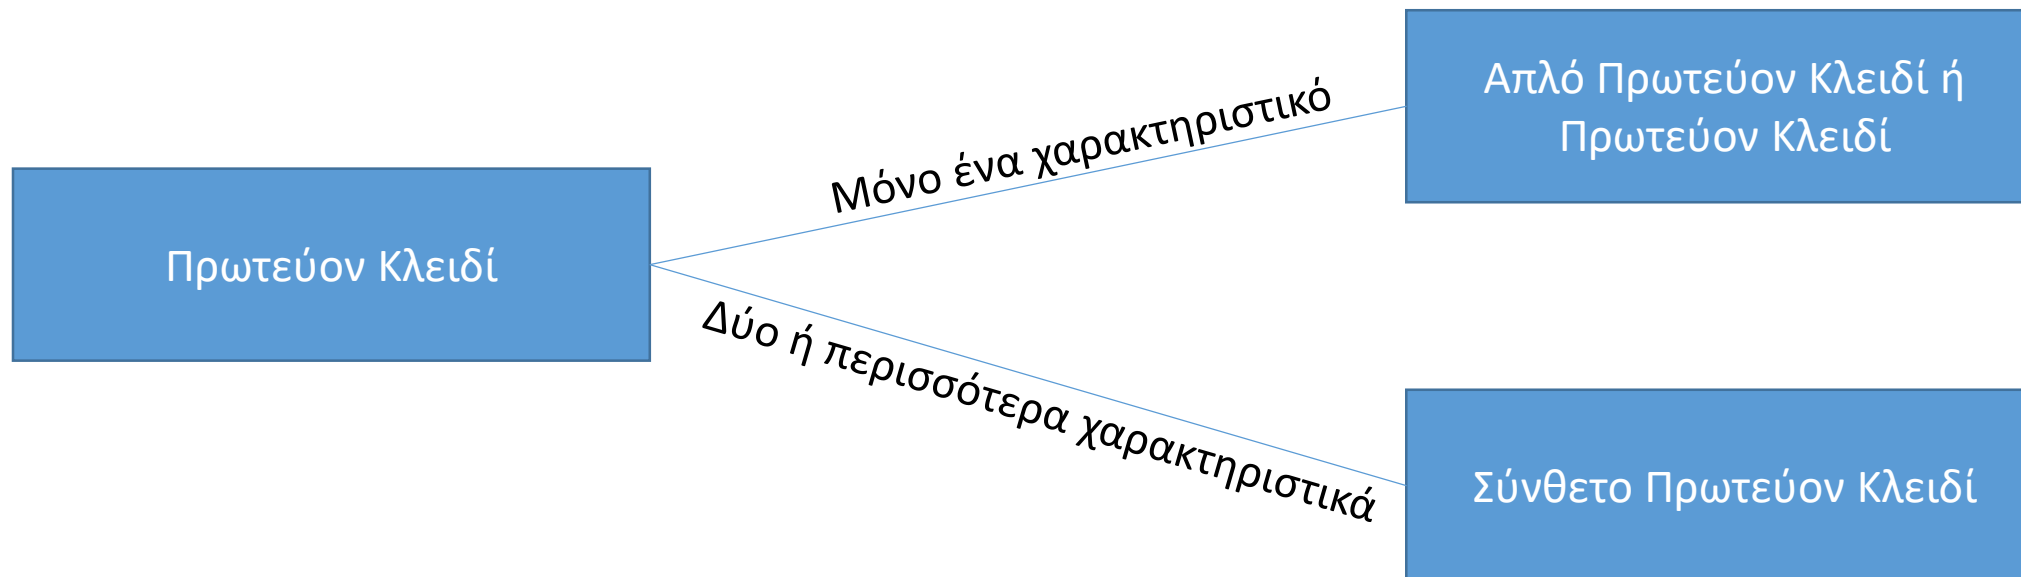 Πρωτεύον Κλειδί
Μόνο ένα χαρακτηριστικό
Απλό Πρωτεύον Κλειδί ή
Πρωτεύον Κλειδί
Δύο ή περισσότερα χαρακτηριστικά
Σύνθετο Πρωτεύον Κλειδί